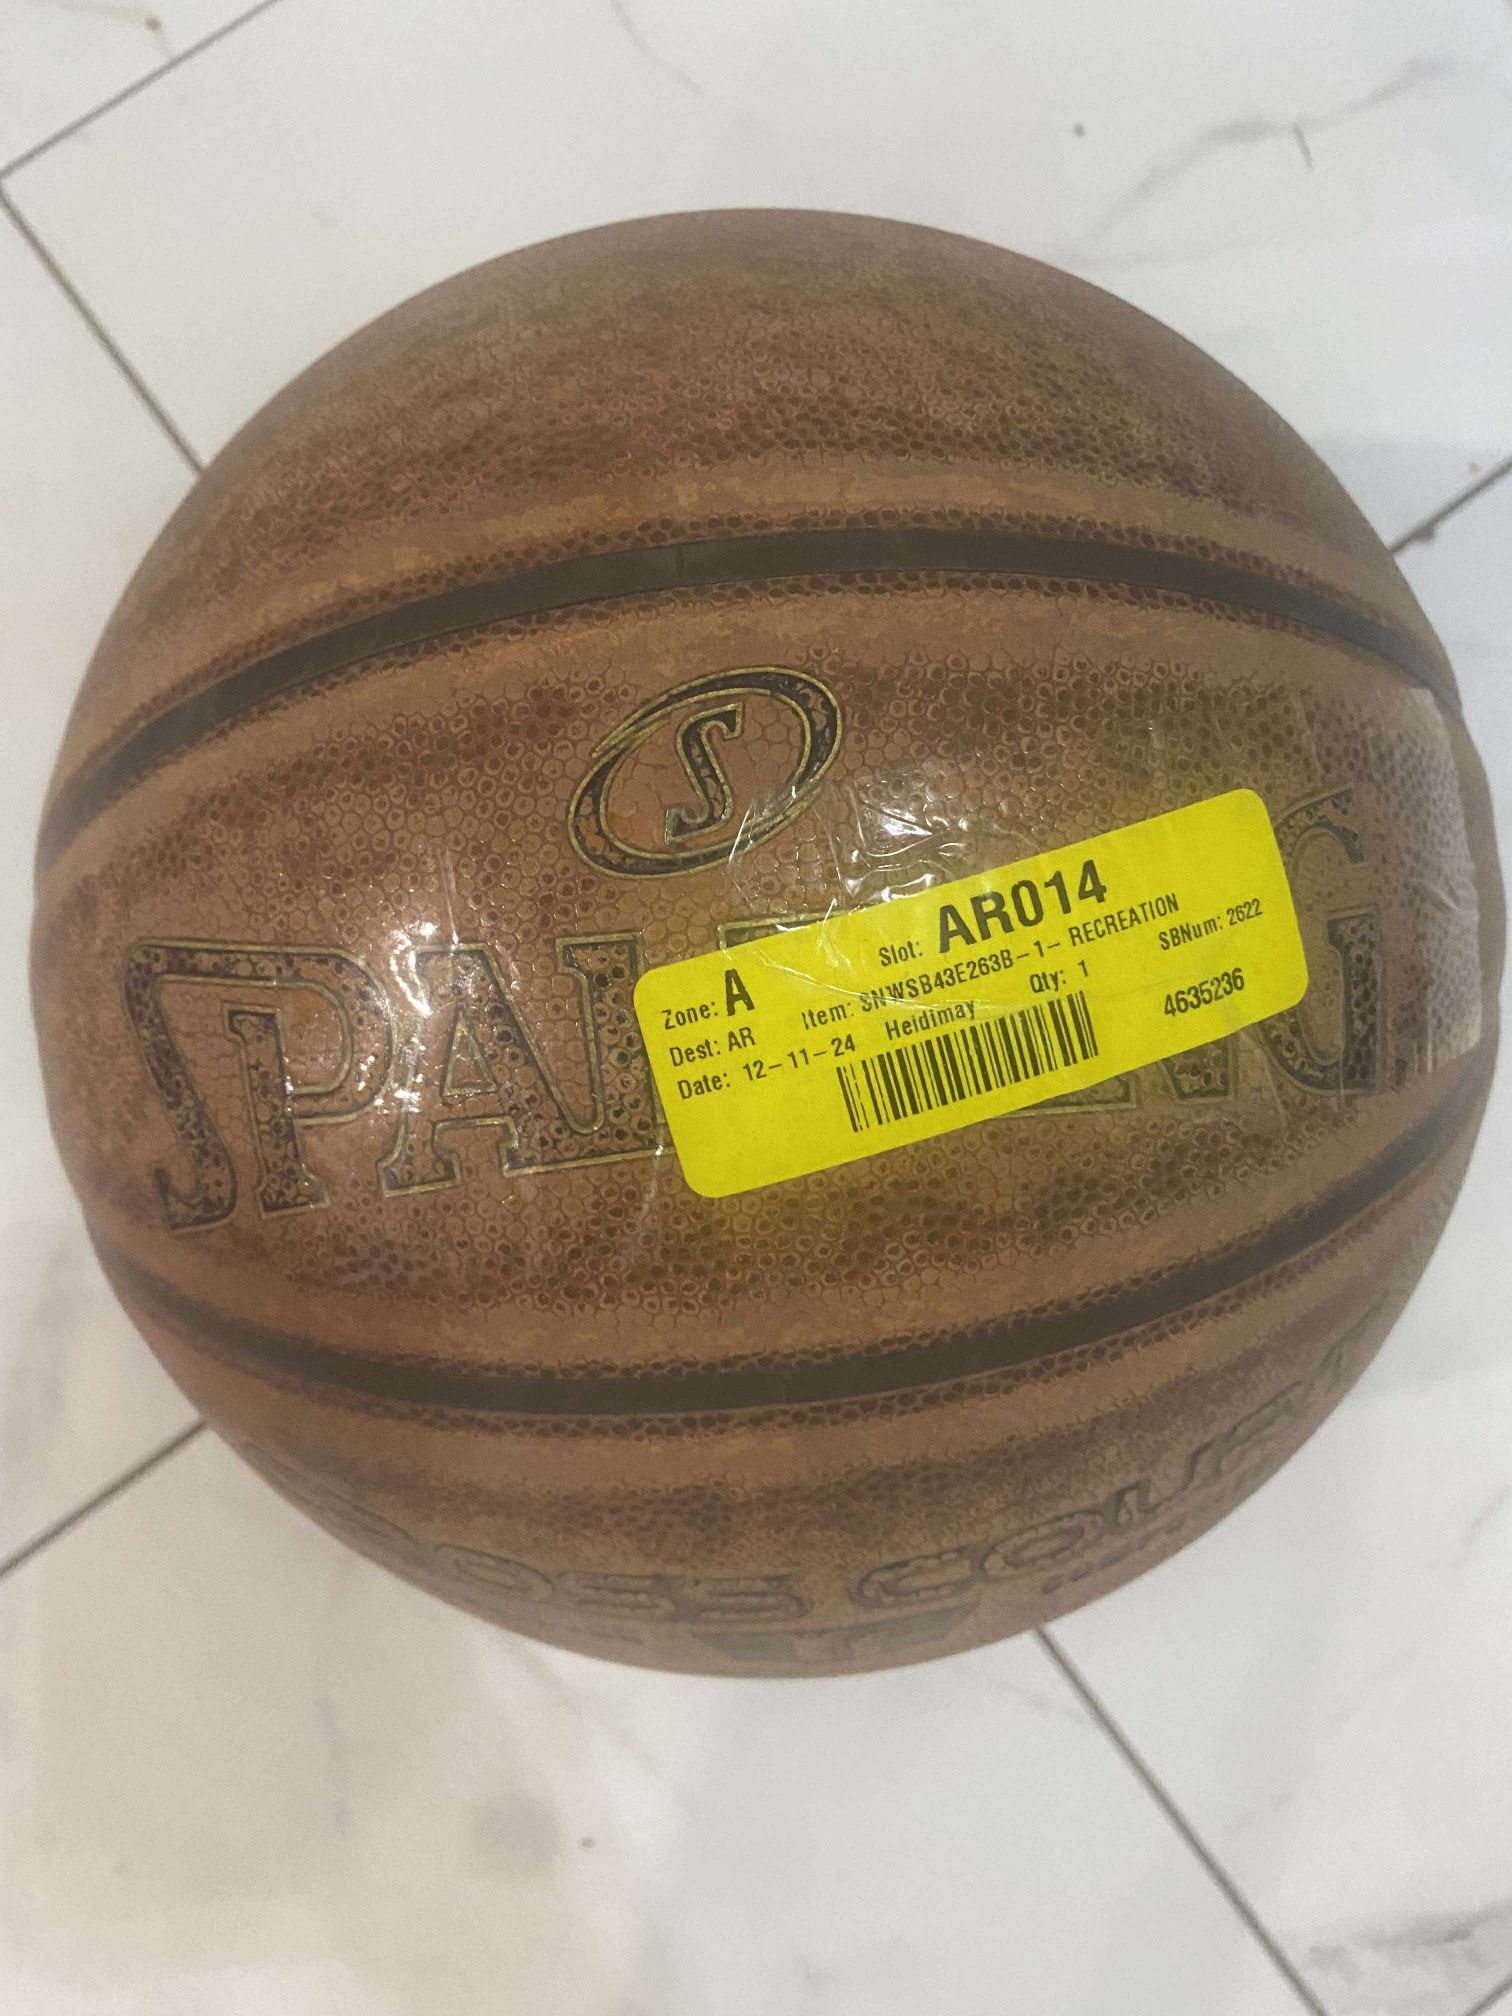 S
SPALDING
Slot: AR014
Zone: A Item: SNWSB43E263B-1- RECREATION
Dest: AR Heidimay Qty: 1 SBNum: 2622
Date: 12-11-24 4635236